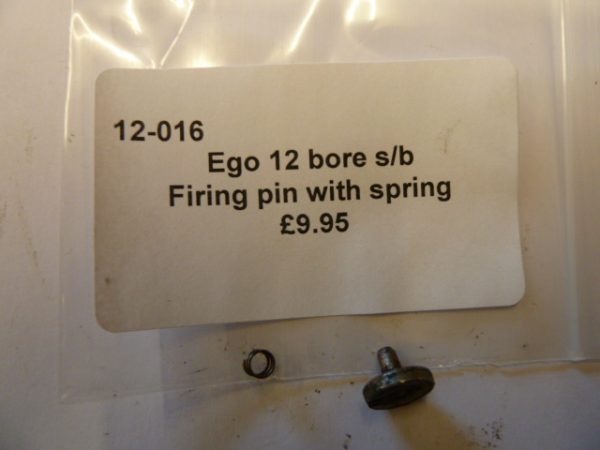 12-016
Ego 12 bore s/b
Firing pin with spring
£9.95